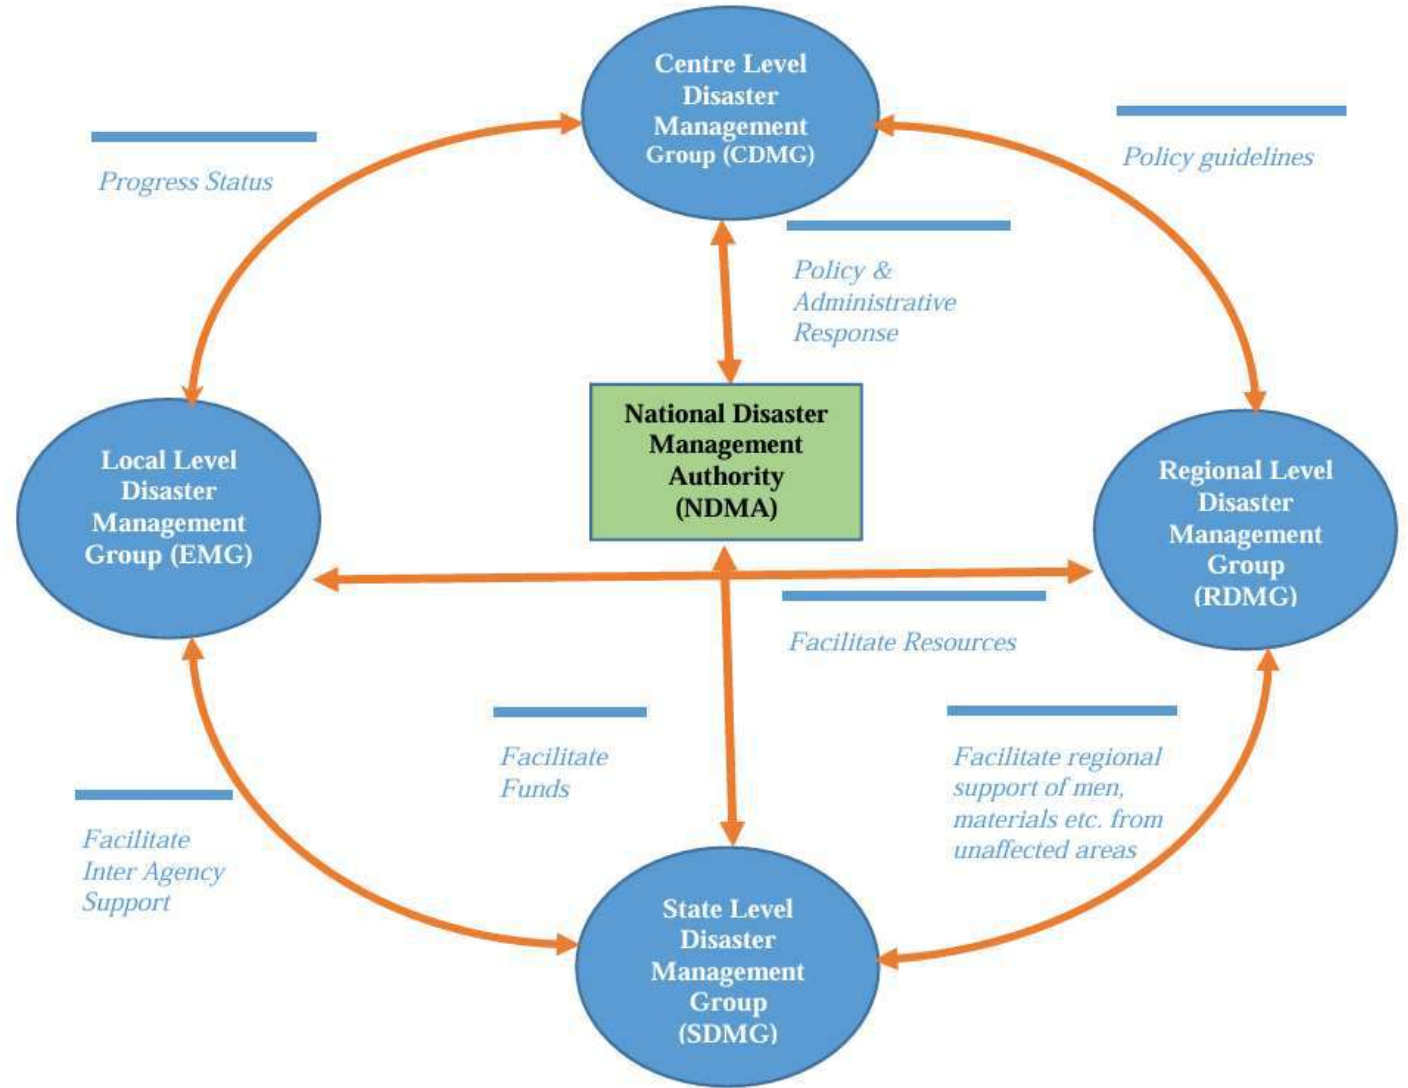 Centre Level
Disaster
Management
Group (CDMG)
Progress Status
Policy guidelines
Policy &
Administrative
Response
National Disaster
Management
Authority
(NDMA)
Local Level
Disaster
Management
Group (EMG)
Regional Level
Disaster
Management
Group
(RDMG)
Facilitate Resources
Facilitate
Funds
Facilitate regional
support of men,
materials etc. from
unaffected areas
Facilitate
Inter Agency
Support
State Level
Disaster
Management
Group
(SDMG)